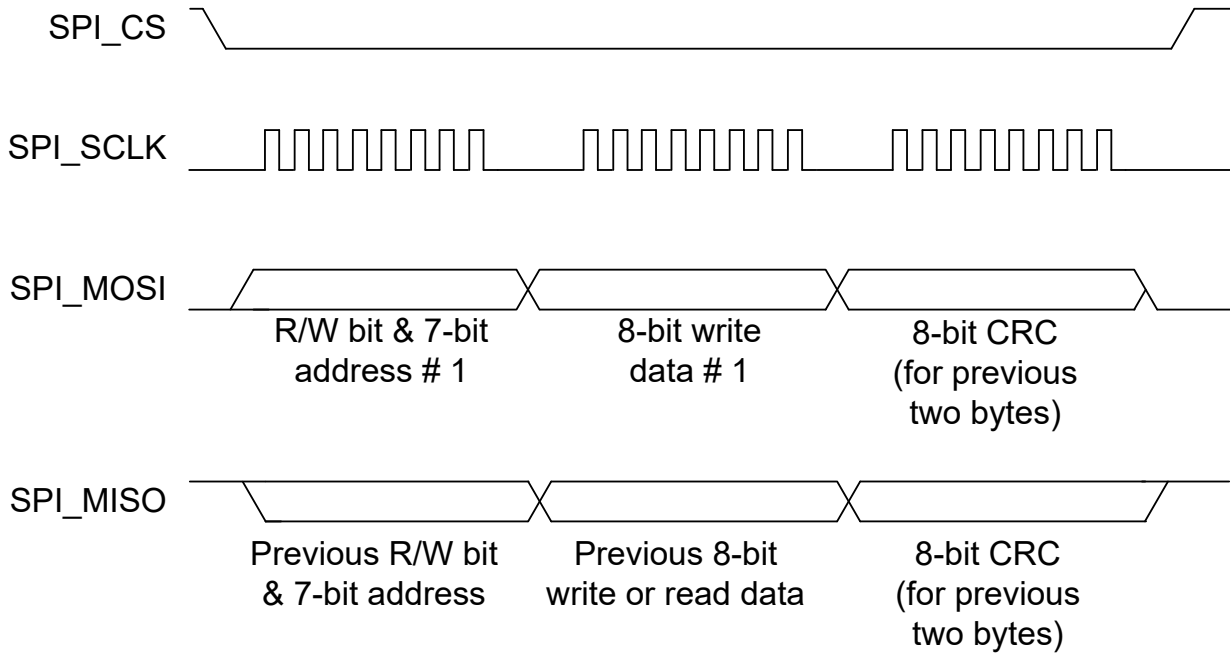 SPI_CS
SPI_SCLK
SPI_MOSI
R/W bit & 7-bit
address # 1
8-bit write
data # 1
8-bit CRC
(for previous
two bytes)
SPI_MISO
Previous R/W bit
& 7-bit address
Previous 8-bit
write or read data
8-bit CRC
(for previous
two bytes)